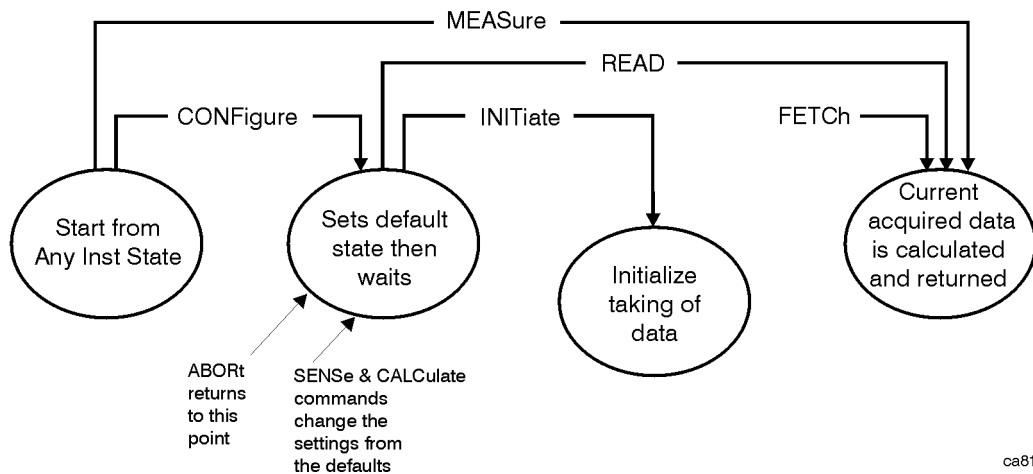 MEASure
READ
CONFigure
INITiate
FETCh
Start from
Any Inst State
Sets default
state then
waits
Initialize
taking of
data
Current
acquired data
is calculated
and returned
ABORt
returns
to this
point
SENSe & CALCulate
commands
change the
settings from
the defaults
ca81